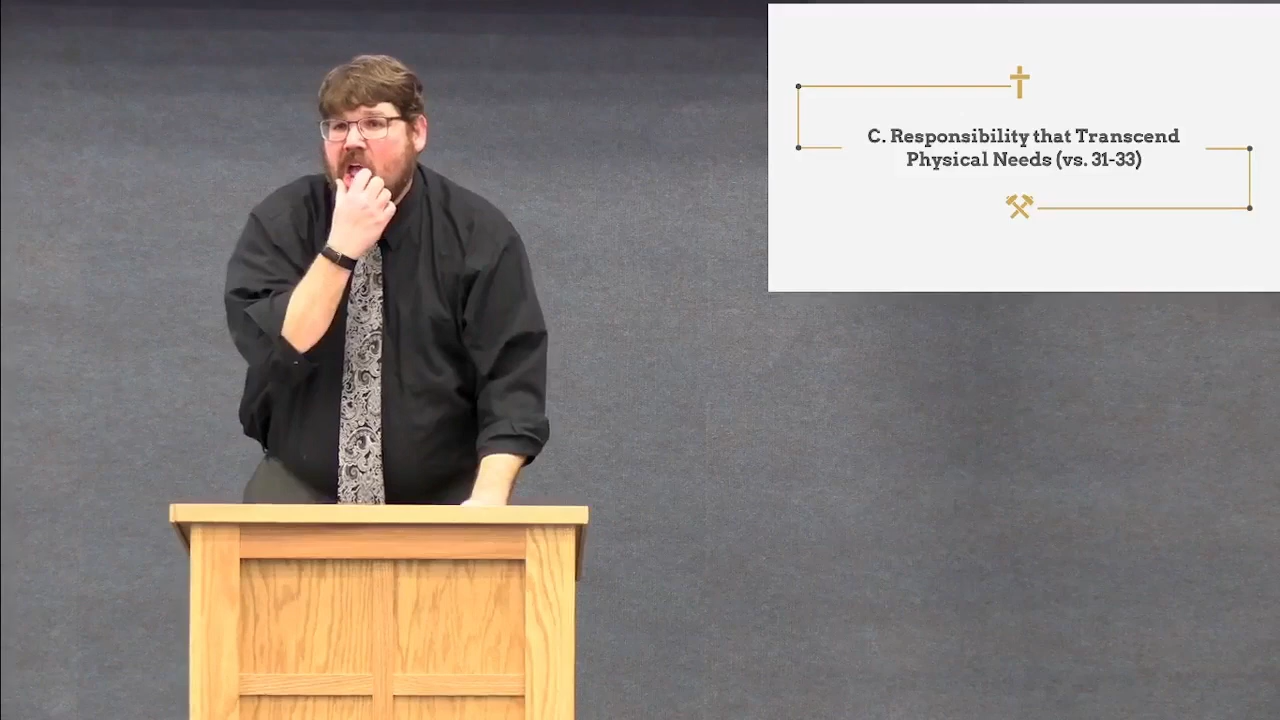 C. Responsibility that Transcend
Physical Needs (vs. 31-33)